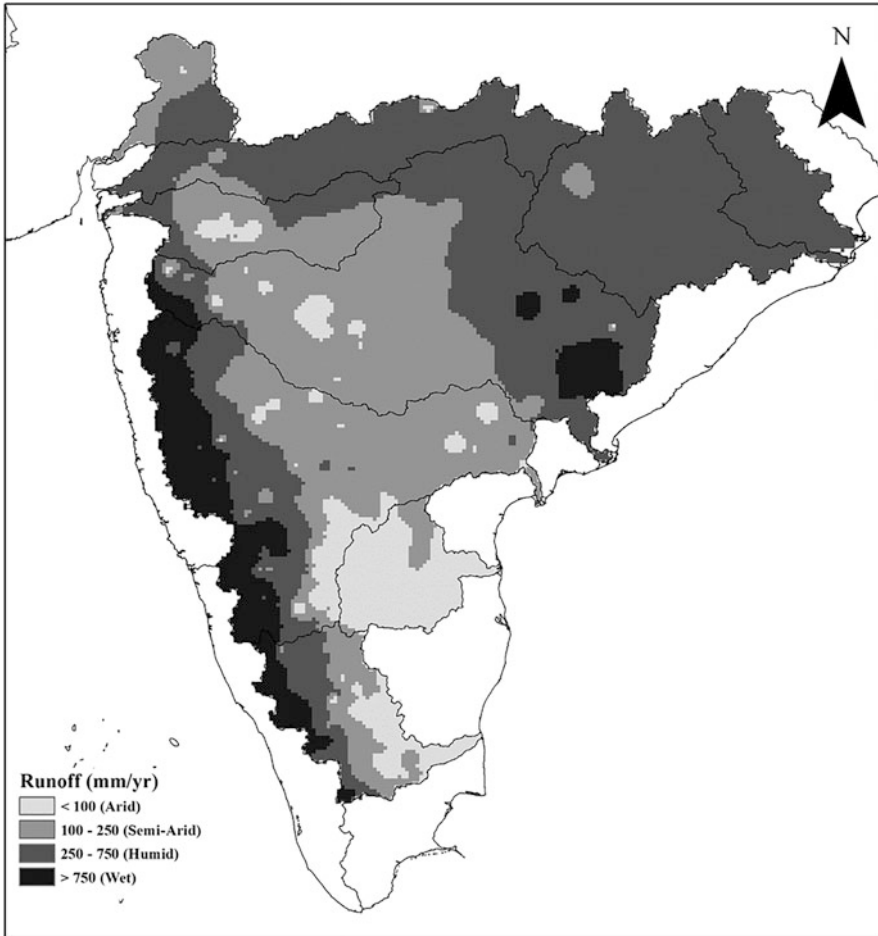 N
Runoff (mm/yr)
< 100 (Arid)
100 - 250 (Semi-Arid)
250 - 750 (Humid)
> 750 (Wet)